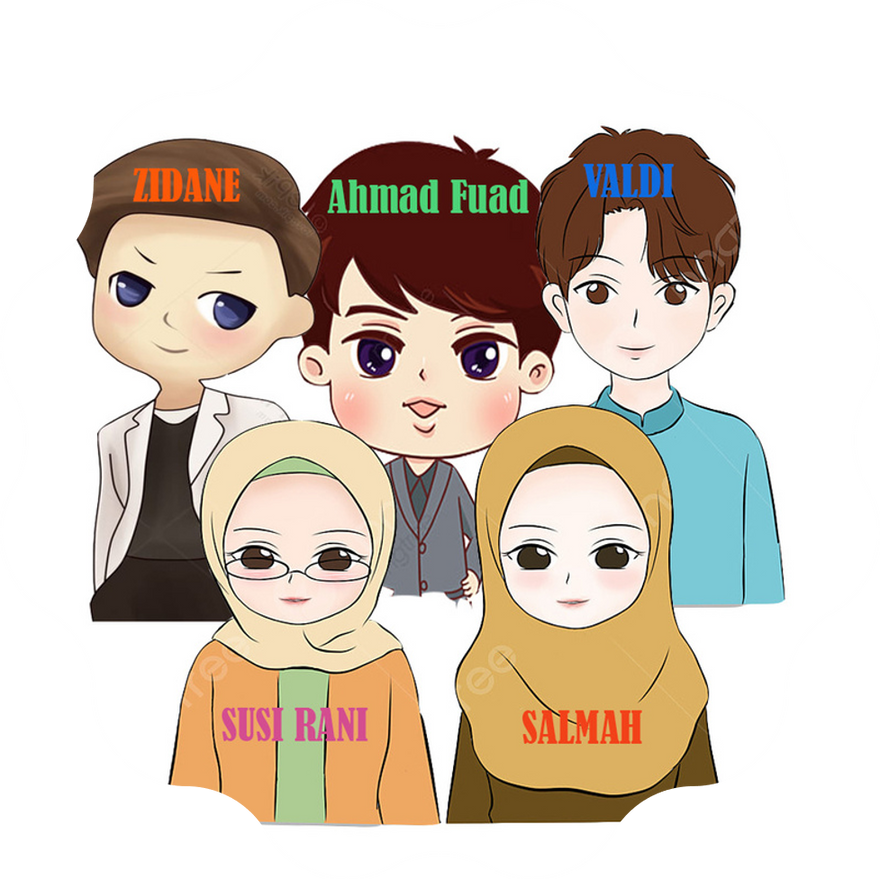 ZIDANE
Ahmad Fuad
VALDI
SUSI RANI
SALMAH